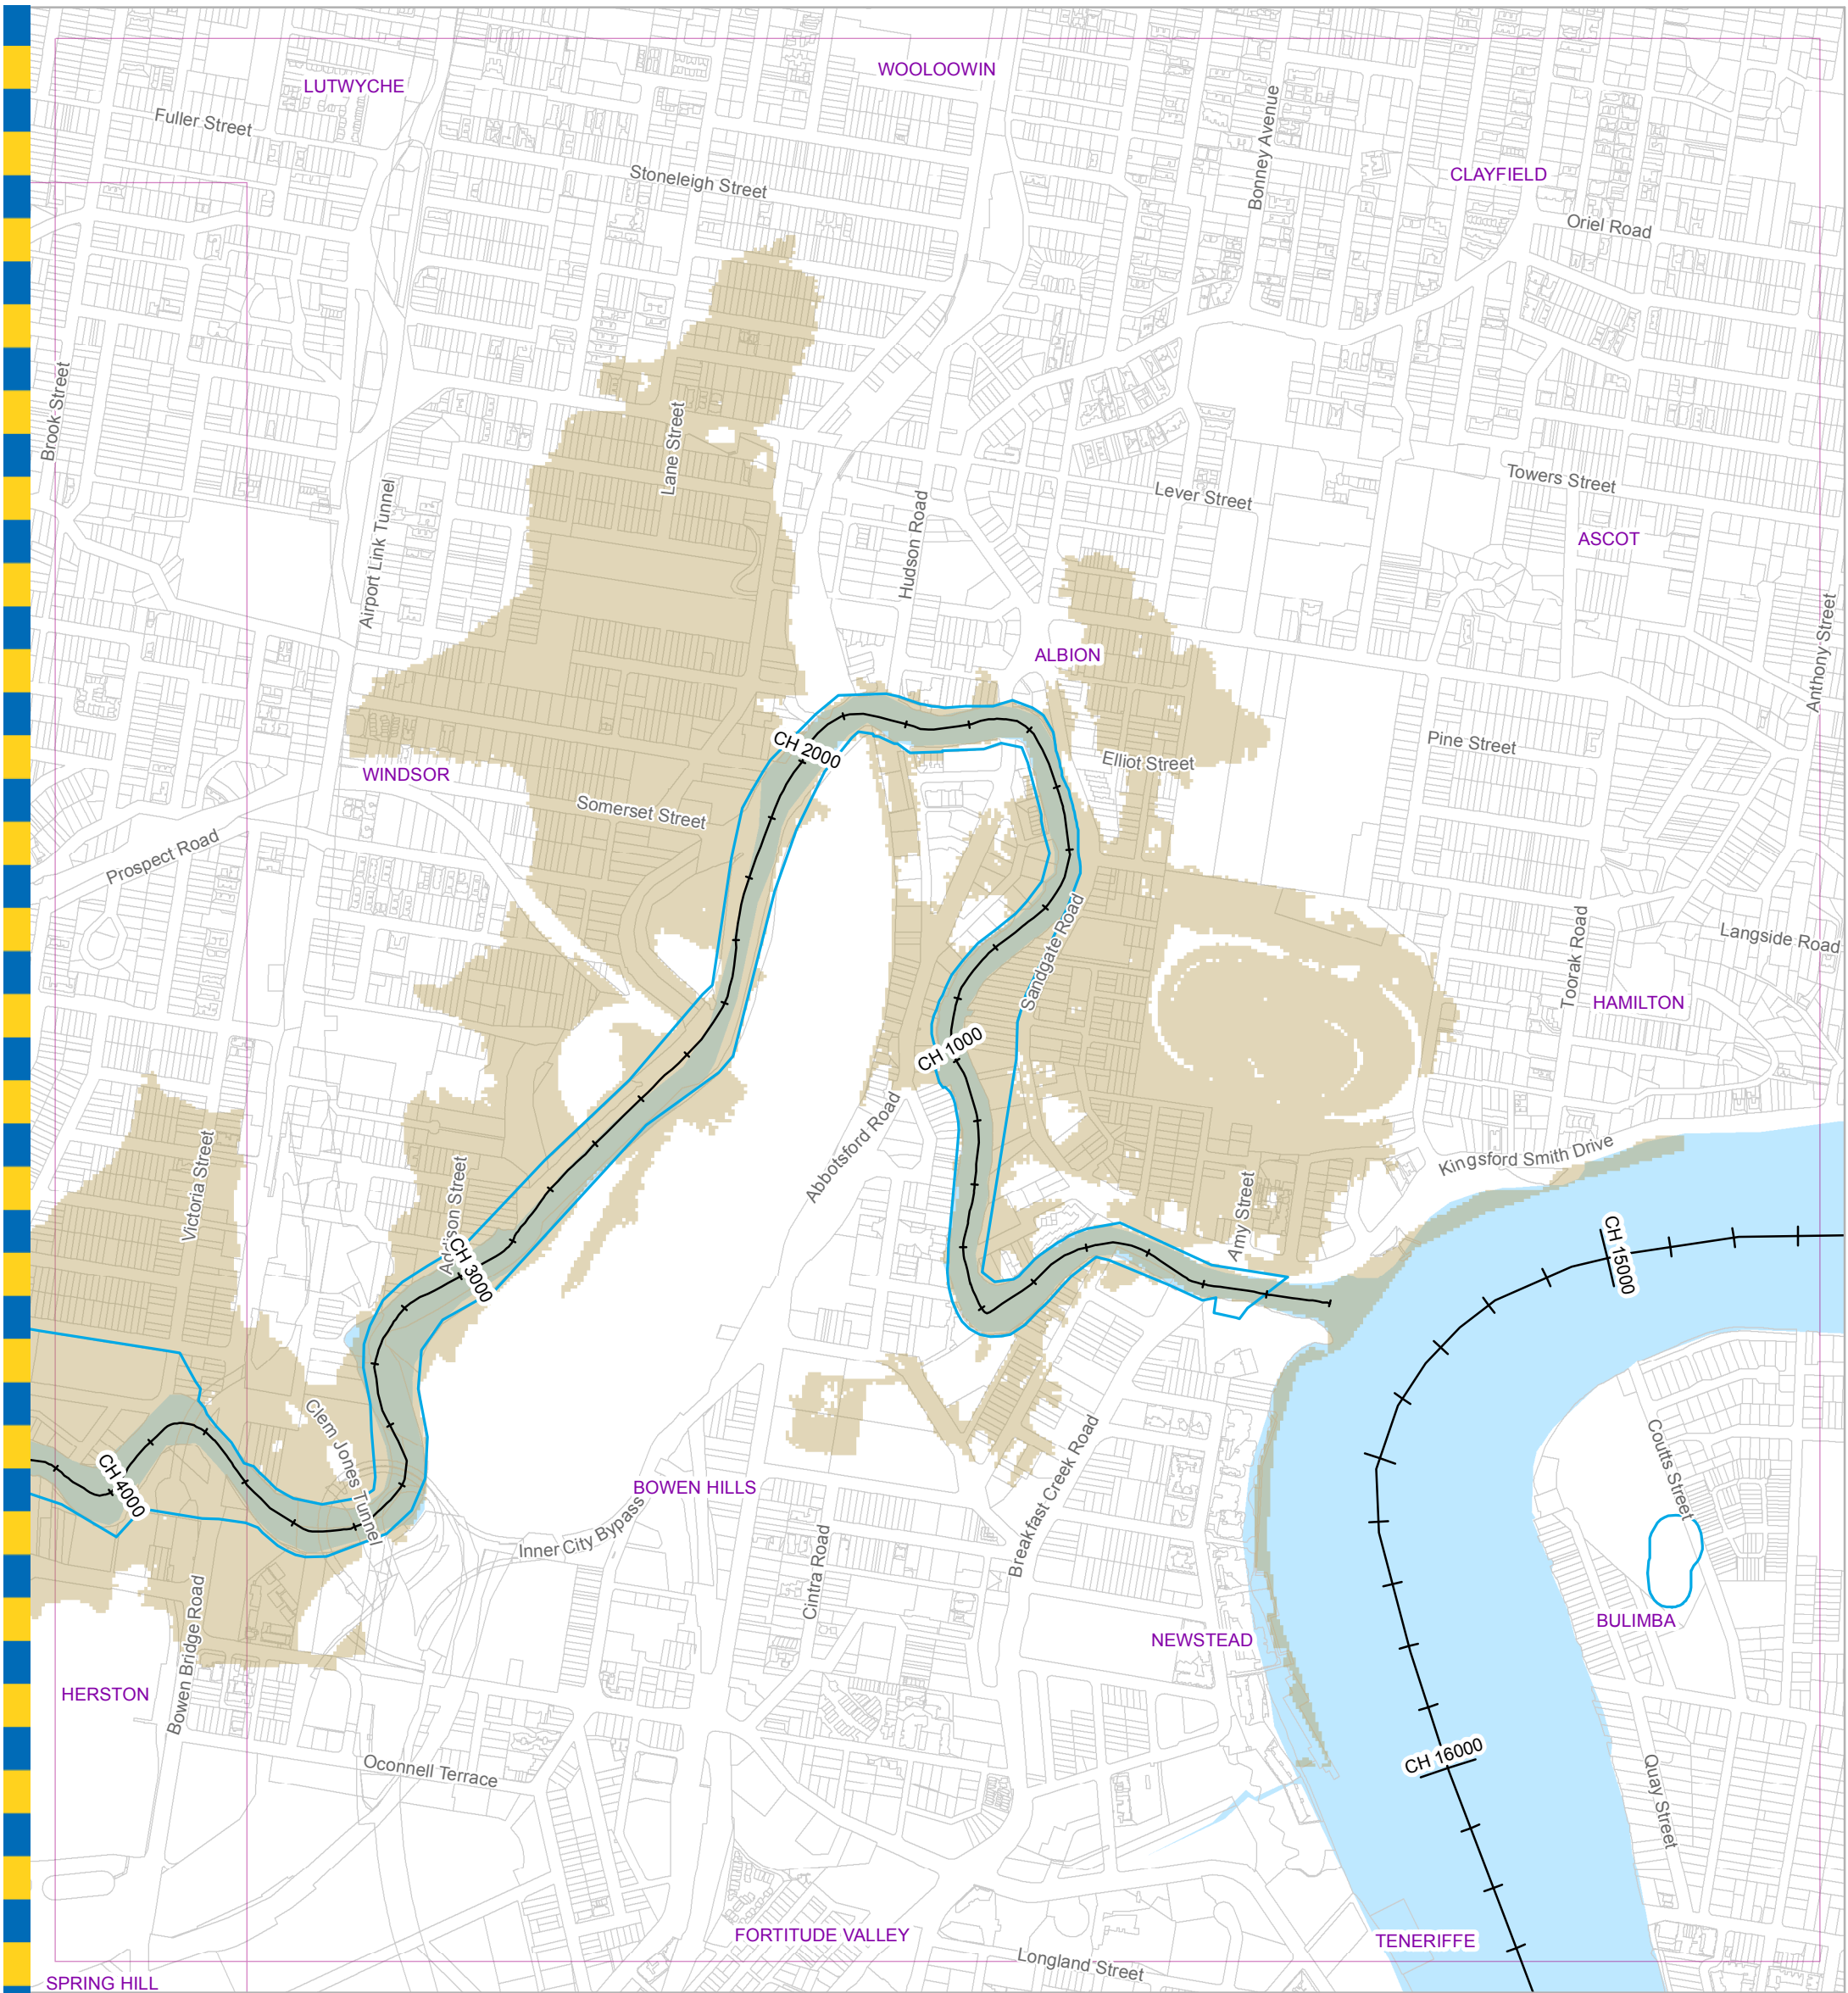 WOOLOOWIN
LUTWYCHE
Fuller Street
Stoneleigh Street
Bonney Avenue
CLAYFIELD
Oriel Road
Brook Street
Lane Street
Airport Link Tunnel
Hudson Road
Lever Street
Towers Street
ASCOT
Anthony Street
ALBION
Pine Street
Elliot Street
CH 2000
WINDSOR
Somerset Street
Prospect Road
Sandgate Road
Toorak Road
Langside Road
HAMILTON
CH 1000
Abbotsford Road
Kingsford Smith Drive
Victoria Street
Addison Street
Amy Street
CH 3000
CH 15000
Clem Jones Tunnel
CH 4000
BOWEN HILLS
Inner City Bypass
Breakfast Creek Road
Cintra Road
Coutts Street
BULIMBA
NEWSTEAD
Bowen Bridge Road
HERSTON
Oconnell Terrace
CH 16000
Quay Street
FORTITUDE VALLEY
TENERIFFE
Longland Street
SPRING HILL